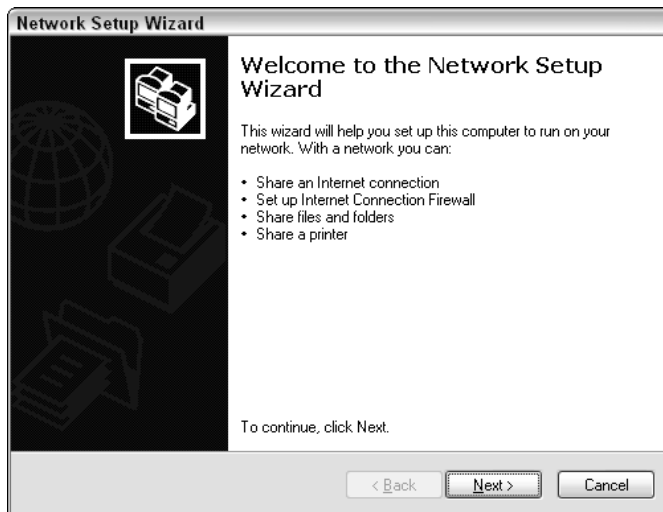 Network Setup Wizard
Welcome to the Network Setup
Wizard
This wizard will help you set up this computer to run on your
network. With a network you can:
• Share an Internet connection
• Set up Internet Connection Firewall
• Share files and folders
• Share a printer
To continue, click Next.
< Back Next > Cancel